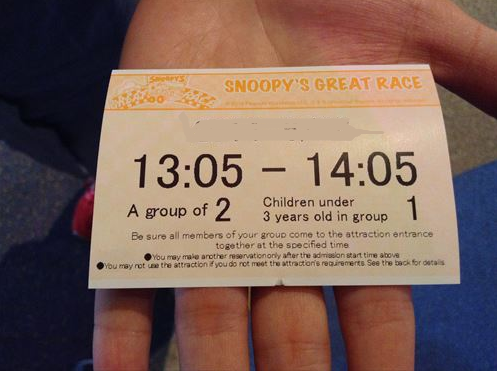 SNOOPY'S
SNOOPY'S GREAT RACE
13:05 – 14:05
A group of 2
Children under
3 years old in group 1
Be sure all members of your group come to the attraction entrance
together at the specified time
●You may make another reservation only after the admission start time above
●You may not use the attraction if you do not meet the attraction's requirements. See the back for details